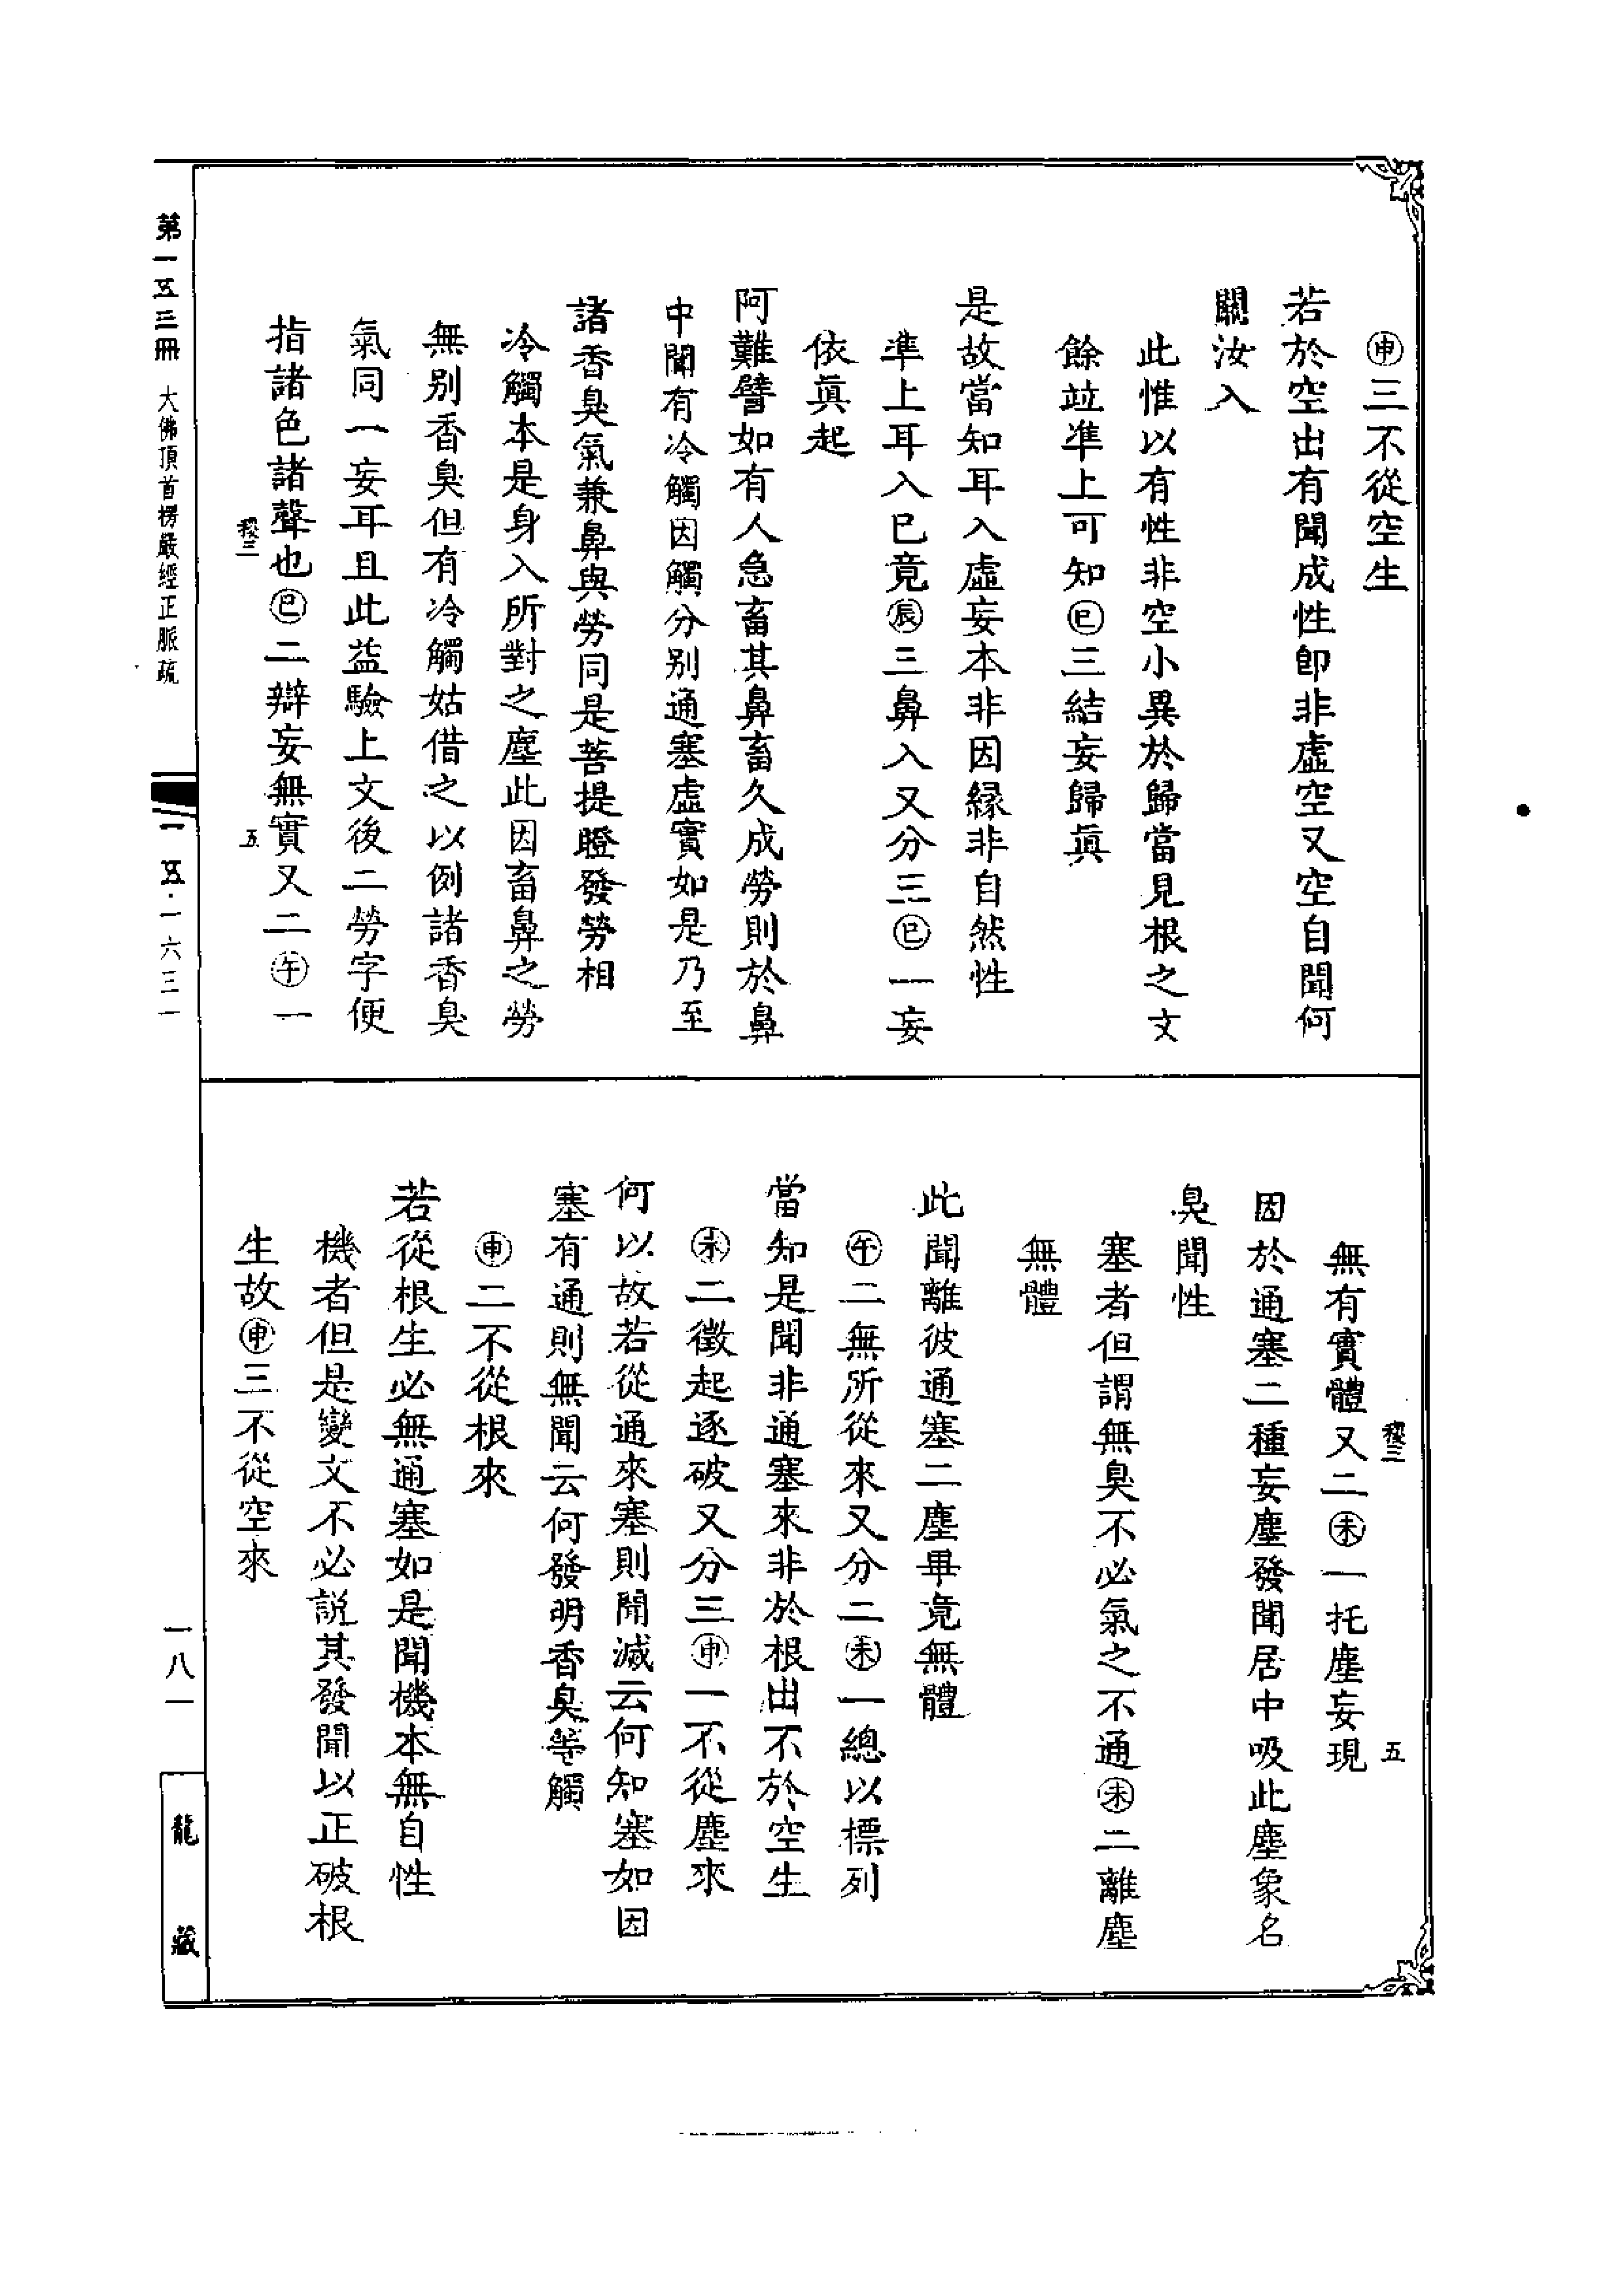 ㊥三不從空生
若於空出有聞成性卽非虛空又空自聞何
關汝入
此惟以有性非空小異於歸當見根之文
餘竝準上可知㊁三結妄歸眞
是故當知耳入虛妄本非因緣非自然性
準上耳入已竟辰三鼻入又分三巳一妄
依眞起
阿難譬如有人急畜其鼻畜久成勞則於鼻
中聞有冷觸因觸分別通塞虛實如是乃至
諸香臭氣兼鼻與勞同是菩提瞪發勞相
冷觸本是身入所對之塵此因畜鼻之勞
無別香臭但有冷觸姑借之以例諸香臭
氣同一妄耳且此益驗上文後二勞字便
指諸色諸聲也巳二辯妄無實又二午一
稷三
五
稷三
五
無有實體又二未一托塵妄現
因於通塞二種妄塵發聞居中吸此塵象名
臭聞性
塞者但謂無臭不必氣之不通未二離塵
無體
此聞離彼通塞二塵畢竟無體
午二無所從來又分二未一總以標列
當知是聞非通塞來非於根出不於空生
未二徵起逐破又分三申一不從塵來
何以故若從通來塞則聞滅云何知塞如因
塞有通則無聞云何發明香臭等觸
申二不從根來
若從根生必無通塞如是聞機本無自性
機者但是變文不必說其發聞以正破根
生故申三不從空來
第一五三冊 大佛頂首楞嚴經正脈疏
一五·一六三一
一八一
龍藏